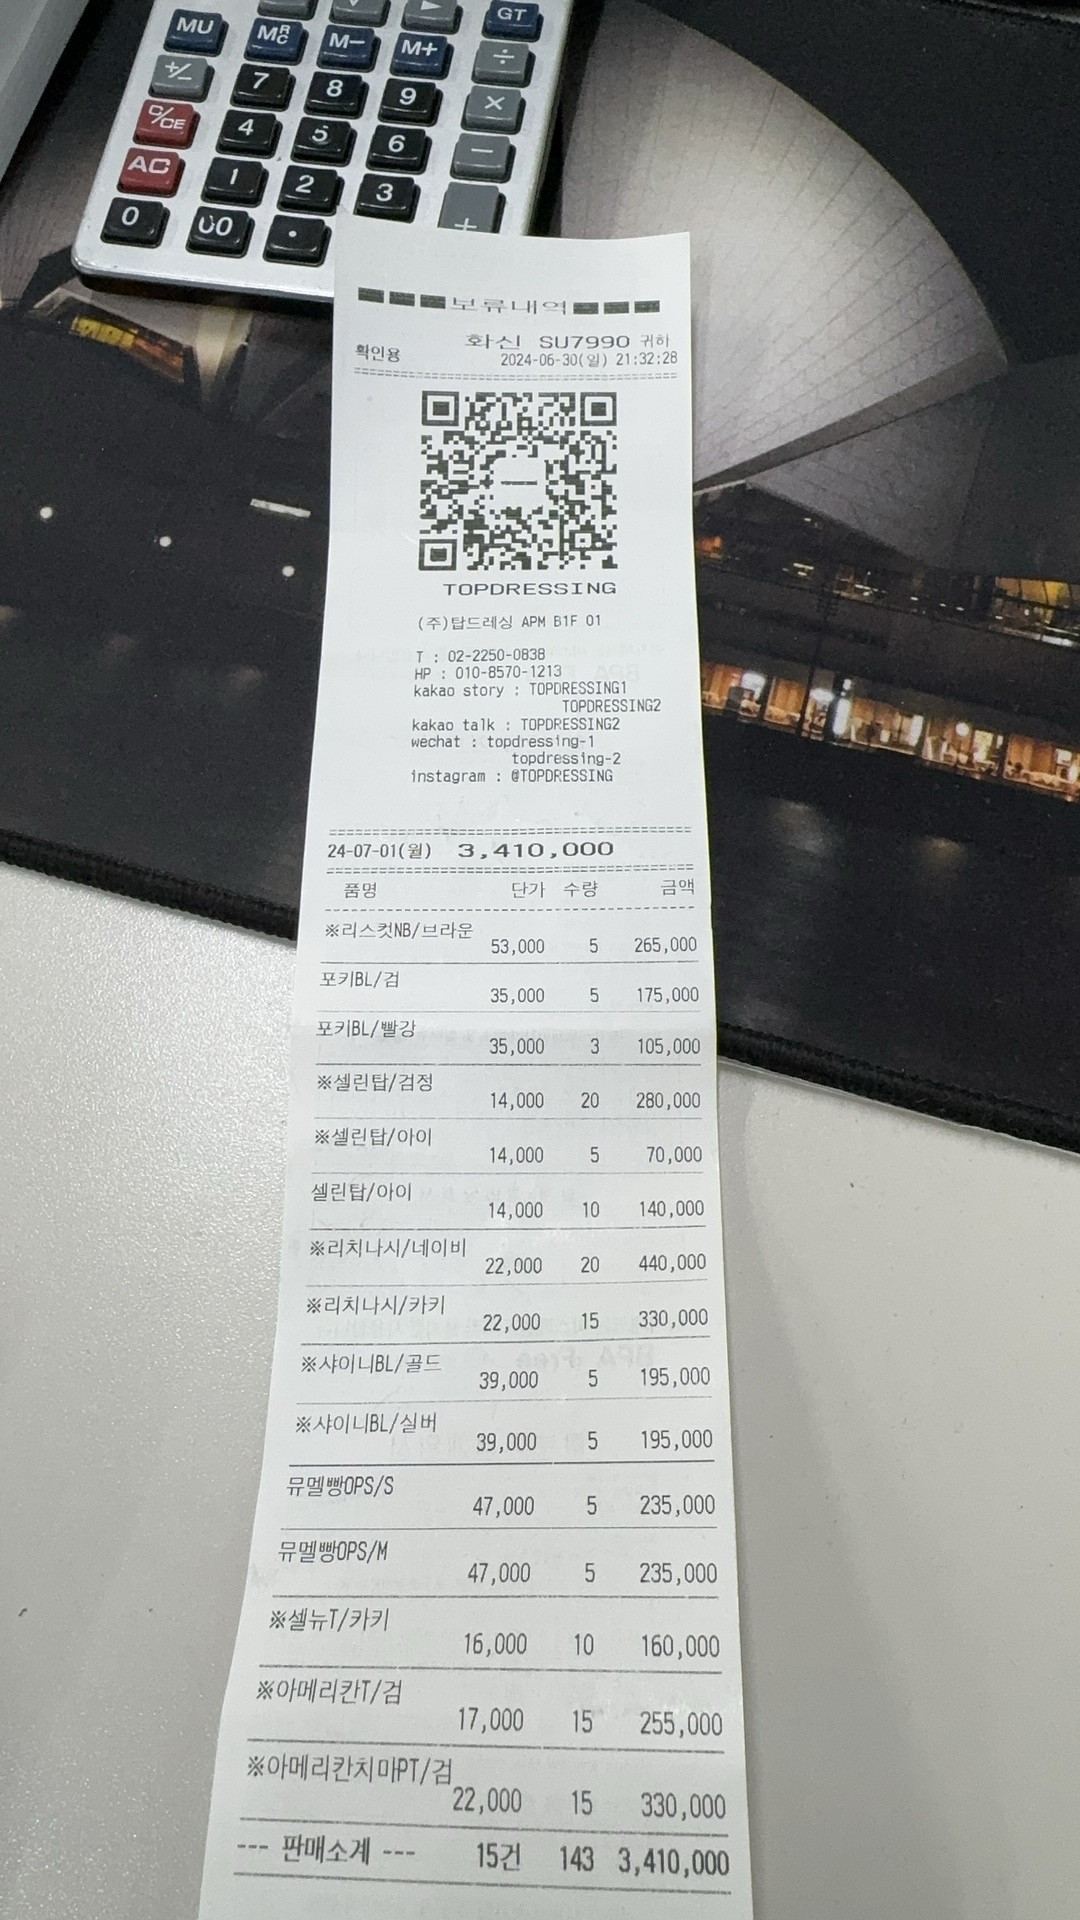 GT
MU MRC M- M+ ÷
+/- 7 8 9 ×
C/CE 4 5 6 −
AC 1 2 3 +
0 00 .
■■■보류내역■■■
화신 SU7990 귀하
확인용 2024-06-30(일) 21:32:28
TOPDRESSING
(주)탑드레싱 APM B1F 01
T : 02-2250-0838
HP : 010-8570-1213
kakao story : TOPDRESSING1
TOPDRESSING2
kakao talk : TOPDRESSING2
wechat : topdressing-1
topdressing-2
instagram : @TOPDRESSING
24-07-01(월) 3,410,000
품명 단가 수량 금액
※리스컷NB/브라운
53,000 5 265,000
포키BL/검
35,000 5 175,000
포키BL/빨강
35,000 3 105,000
※셀린탑/검정
14,000 20 280,000
※셀린탑/아이
14,000 5 70,000
셀린탑/아이
14,000 10 140,000
※리치나시/네이비
22,000 20 440,000
※리치나시/카키
22,000 15 330,000
※샤이니BL/골드
39,000 5 195,000
※샤이니BL/실버
39,000 5 195,000
뮤멜빵OPS/S
47,000 5 235,000
뮤멜빵OPS/M
47,000 5 235,000
※셀뉴T/카키
16,000 10 160,000
※아메리칸T/검
17,000 15 255,000
※아메리칸치마PT/검
22,000 15 330,000
--- 판매소계 --- 15건 143 3,410,000